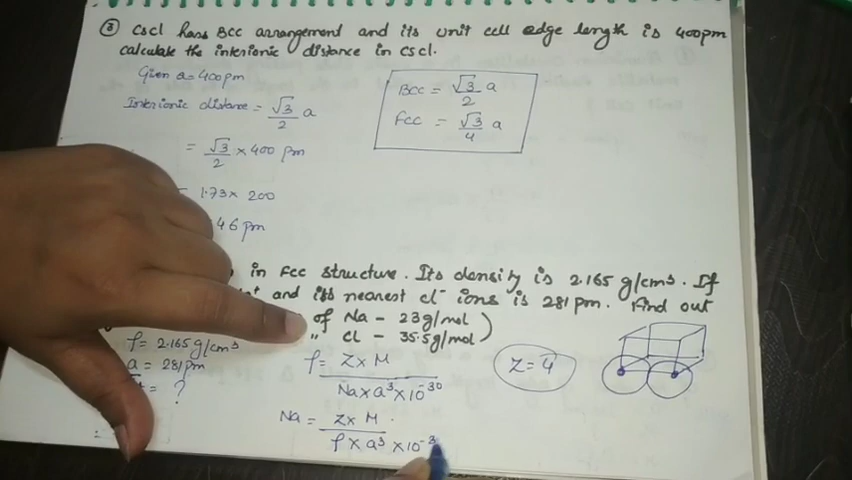 ② CsCl has BCC arrangement and its unit cell edge length is 400pm
calculate the interionic distance in CsCl.
Given a=400pm
Interionic distance = √3/2 a
= √3/2 × 400 pm
= 1.73 × 200
46 pm
BCC = √3/2 a
FCC = √3/4 a
in FCC structure. Its density is 2.165 g/cm³. If
and its nearest cl⁻ ions is 281 pm. Find out
of Na - 23g/mol )
" Cl - 35.5g/mol )
ρ = 2.165 g/cm³
a = 281 pm
= ?
ρ = Z × M / Na × a³ × 10⁻³⁰
Na = Z × M / ρ × a³ × 10⁻³
Z = 4